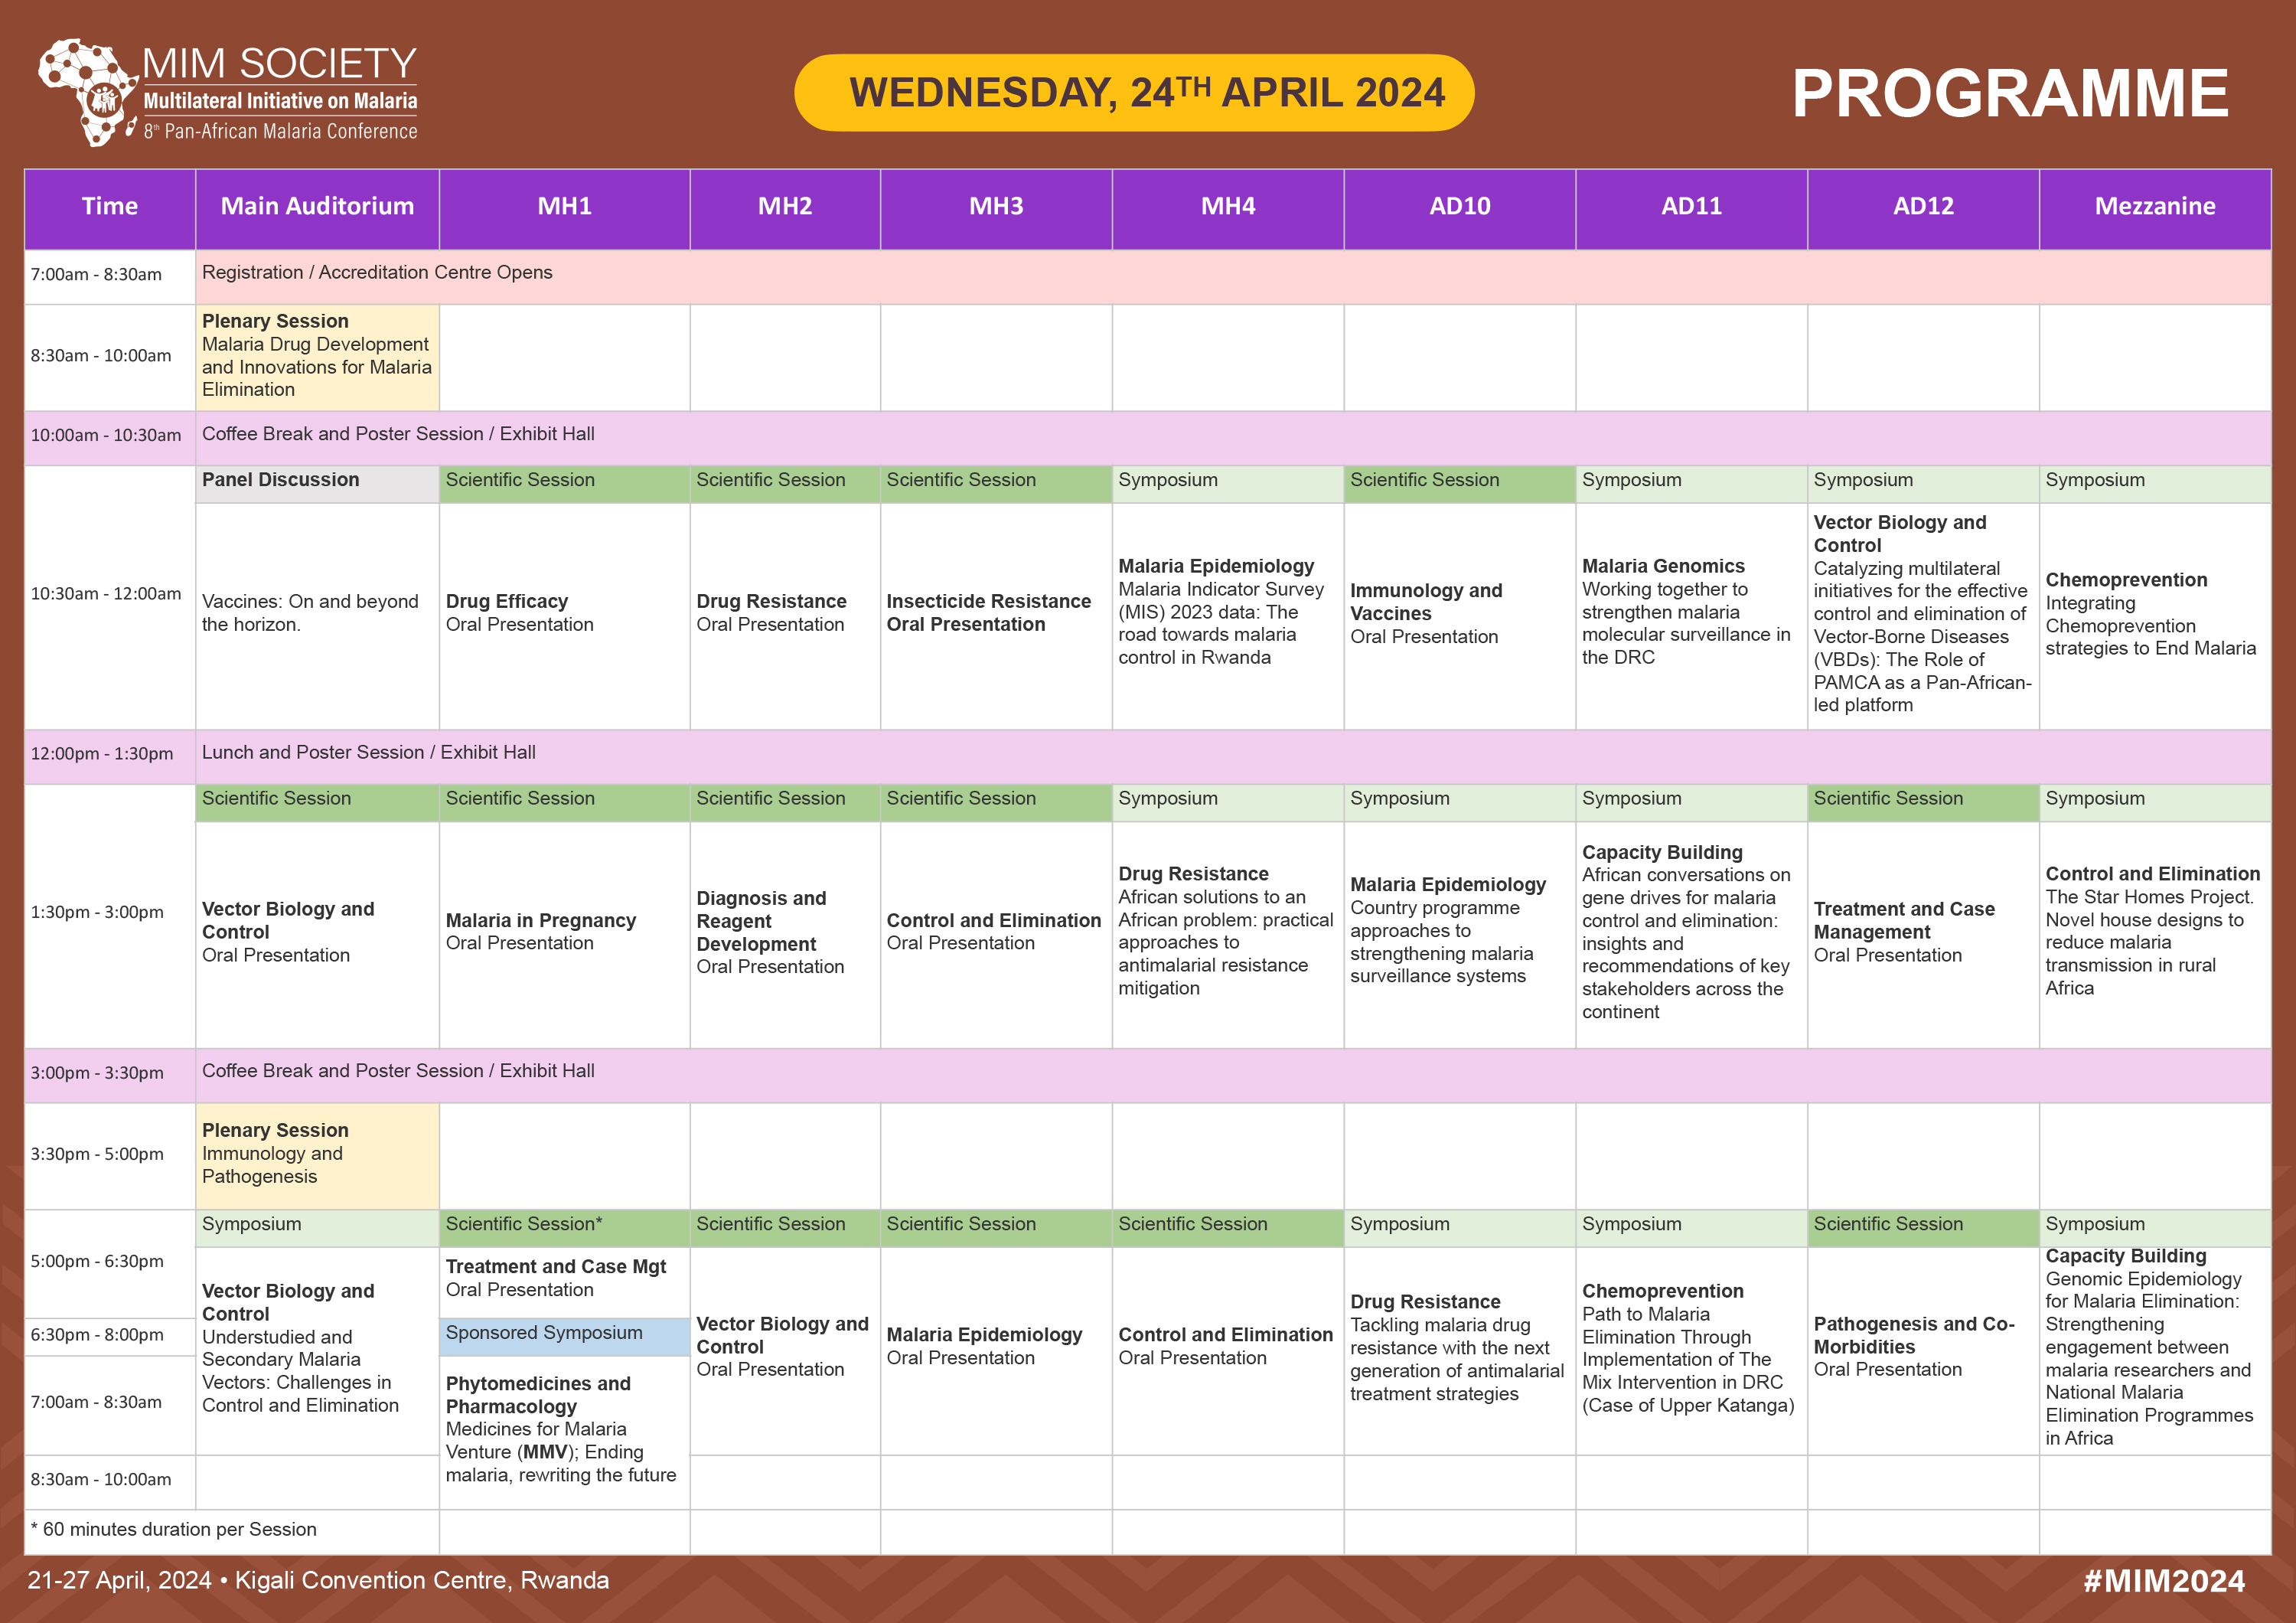 MIM SOCIETY
Multilateral Initiative on Malaria
8th Pan-African Malaria Conference
WEDNESDAY, 24TH APRIL 2024
PROGRAMME
Time
Main Auditorium
MH1
MH2
MH3
MH4
AD10
AD11
AD12
Mezzanine
7:00am - 8:30am
Registration / Accreditation Centre Opens
8:30am - 10:00am
Plenary Session
Malaria Drug Development
and Innovations for Malaria
Elimination
10:00am - 10:30am
Coffee Break and Poster Session / Exhibit Hall
10:30am - 12:00am
Panel Discussion
Vaccines: On and beyond
the horizon.
Scientific Session
Drug Efficacy
Oral Presentation
Scientific Session
Drug Resistance
Oral Presentation
Scientific Session
Insecticide Resistance
Oral Presentation
Symposium
Malaria Epidemiology
Malaria Indicator Survey
(MIS) 2023 data: The
road towards malaria
control in Rwanda
Scientific Session
Immunology and
Vaccines
Oral Presentation
Symposium
Malaria Genomics
Working together to
strengthen malaria
molecular surveillance in
the DRC
Symposium
Vector Biology and
Control
Catalyzing multilateral
initiatives for the effective
control and elimination of
Vector-Borne Diseases
(VBDs): The Role of
PAMCA as a Pan-African-
led platform
Symposium
Chemoprevention
Integrating
Chemoprevention
strategies to End Malaria
12:00pm - 1:30pm
Lunch and Poster Session / Exhibit Hall
1:30pm - 3:00pm
Scientific Session
Vector Biology and
Control
Oral Presentation
Scientific Session
Malaria in Pregnancy
Oral Presentation
Scientific Session
Diagnosis and
Reagent
Development
Oral Presentation
Scientific Session
Control and Elimination
Oral Presentation
Symposium
Drug Resistance
African solutions to an
African problem: practical
approaches to
antimalarial resistance
mitigation
Symposium
Malaria Epidemiology
Country programme
approaches to
strengthening malaria
surveillance systems
Symposium
Capacity Building
African conversations on
gene drives for malaria
control and elimination:
insights and
recommendations of key
stakeholders across the
continent
Scientific Session
Treatment and Case
Management
Oral Presentation
Symposium
Control and Elimination
The Star Homes Project.
Novel house designs to
reduce malaria
transmission in rural
Africa
3:00pm - 3:30pm
Coffee Break and Poster Session / Exhibit Hall
3:30pm - 5:00pm
Plenary Session
Immunology and
Pathogenesis
5:00pm - 6:30pm
6:30pm - 8:00pm
7:00am - 8:30am
8:30am - 10:00am
Symposium
Vector Biology and
Control
Understudied and
Secondary Malaria
Vectors: Challenges in
Control and Elimination
Scientific Session*
Treatment and Case Mgt
Oral Presentation
Sponsored Symposium
Phytomedicines and
Pharmacology
Medicines for Malaria
Venture (MMV); Ending
malaria, rewriting the future
Scientific Session
Vector Biology and
Control
Oral Presentation
Scientific Session
Malaria Epidemiology
Oral Presentation
Scientific Session
Control and Elimination
Oral Presentation
Symposium
Drug Resistance
Tackling malaria drug
resistance with the next
generation of antimalarial
treatment strategies
Symposium
Chemoprevention
Path to Malaria
Elimination Through
Implementation of The
Mix Intervention in DRC
(Case of Upper Katanga)
Scientific Session
Pathogenesis and Co-
Morbidities
Oral Presentation
Symposium
Capacity Building
Genomic Epidemiology
for Malaria Elimination:
Strengthening
engagement between
malaria researchers and
National Malaria
Elimination Programmes
in Africa
* 60 minutes duration per Session
21-27 April, 2024 • Kigali Convention Centre, Rwanda
#MIM2024